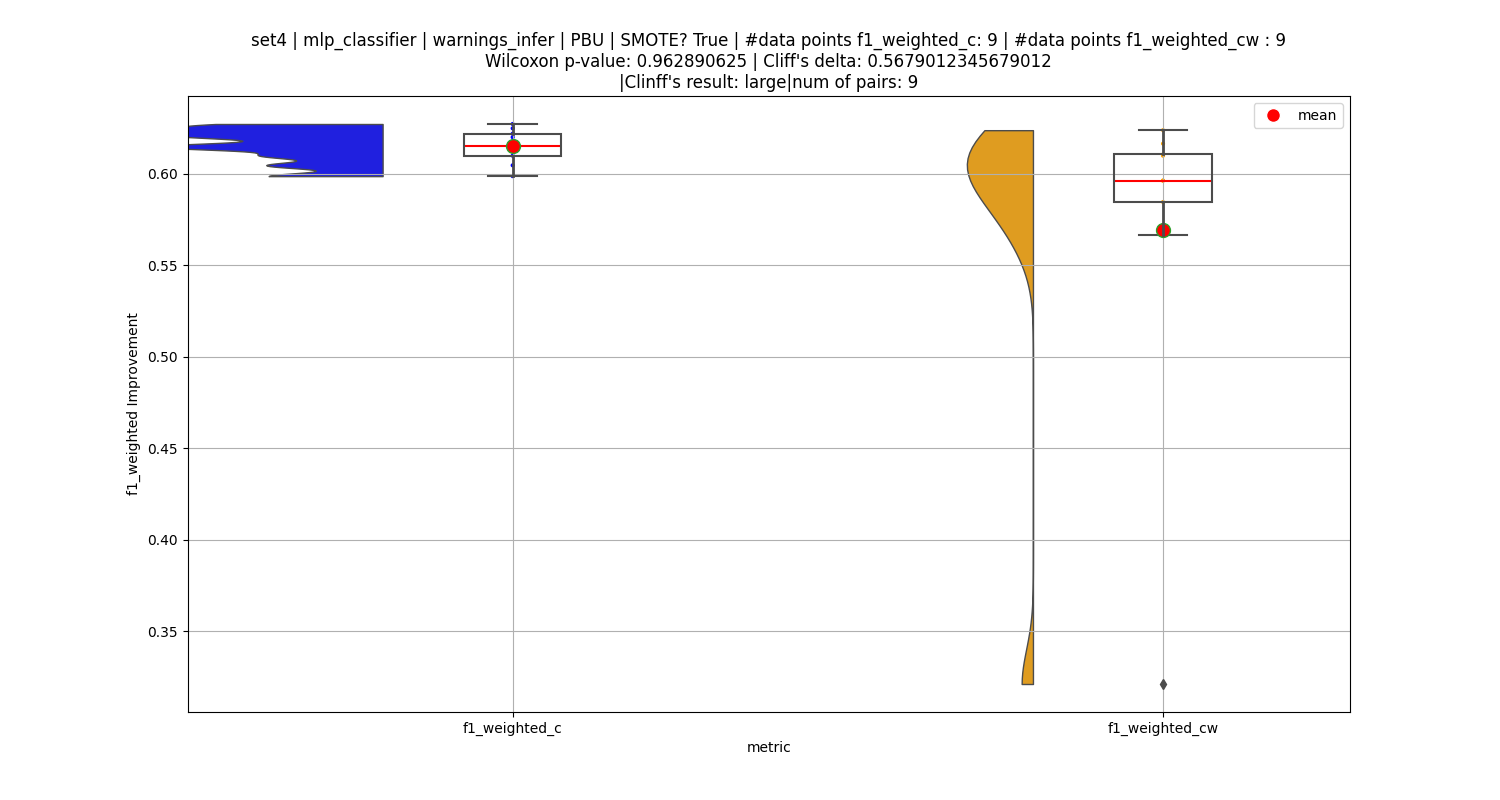 set4 | mlp_classifier | warnings_infer | PBU | SMOTE? True | #data points f1_weighted_c: 9 | #data points f1_weighted_cw : 9
Wilcoxon p-value: 0.962890625 | Cliff's delta: 0.5679012345679012
|Clinff's result: large|num of pairs: 9
mean
0.60
0.55
0.50
0.45
0.40
0.35
f1_weighted Improvement
f1_weighted_c
f1_weighted_cw
metric